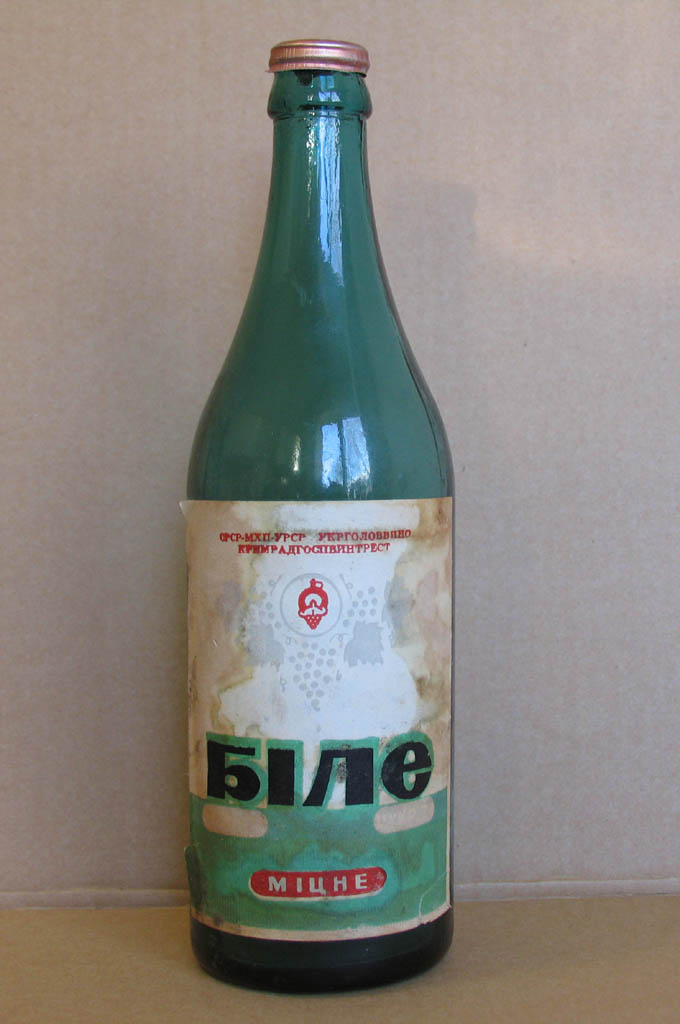 СРСР-МХП-УРСР УКРГОЛОВВИНО
КРИМРАДГОСПВИНТРЕСТ
БІЛЕ
МІЦНЕ